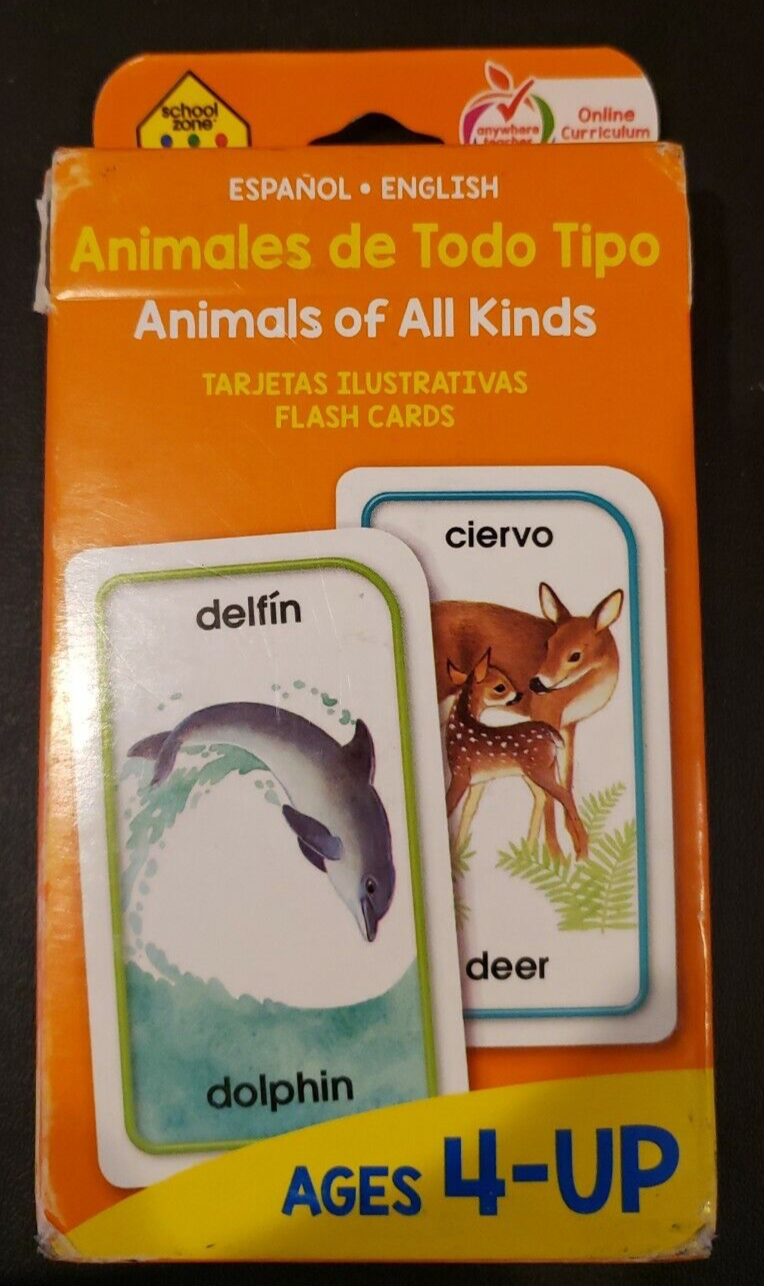 school
zone
anywhere
teacher
Online
Curriculum
ESPAÑOL • ENGLISH
Animales de Todo Tipo
Animals of All Kinds
TARJETAS ILUSTRATIVAS
FLASH CARDS
ciervo
delfín
deer
dolphin
AGES 4-UP